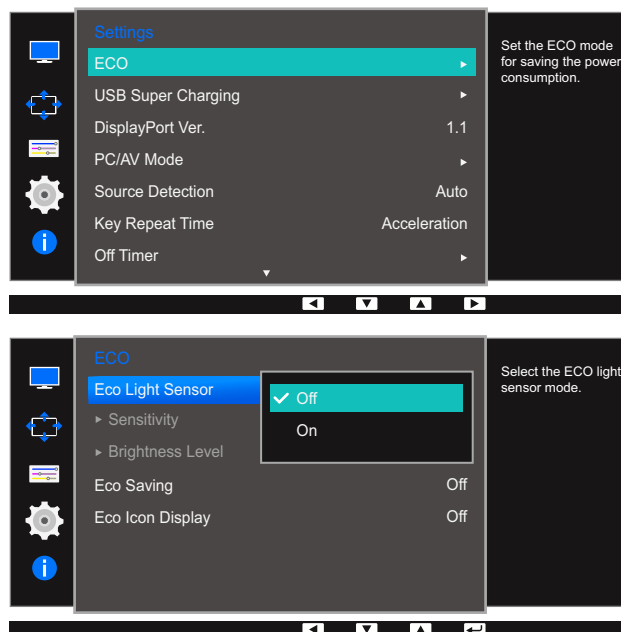 Settings
ECO
USB Super Charging
DisplayPort Ver. 1.1
PC/AV Mode
Source Detection Auto
Key Repeat Time Acceleration
Off Timer
Set the ECO mode
for saving the power
consumption.
ECO
Eco Light Sensor
Off
Sensitivity
On
Brightness Level
Eco Saving Off
Eco Icon Display Off
Select the ECO light
sensor mode.